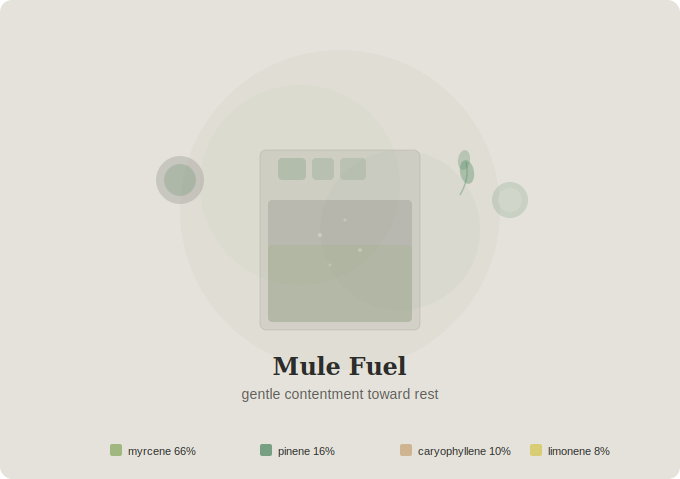 Mule Fuel
gentle contentment toward rest
myrcene 66% pinene 16% caryophyllene 10% limonene 8%